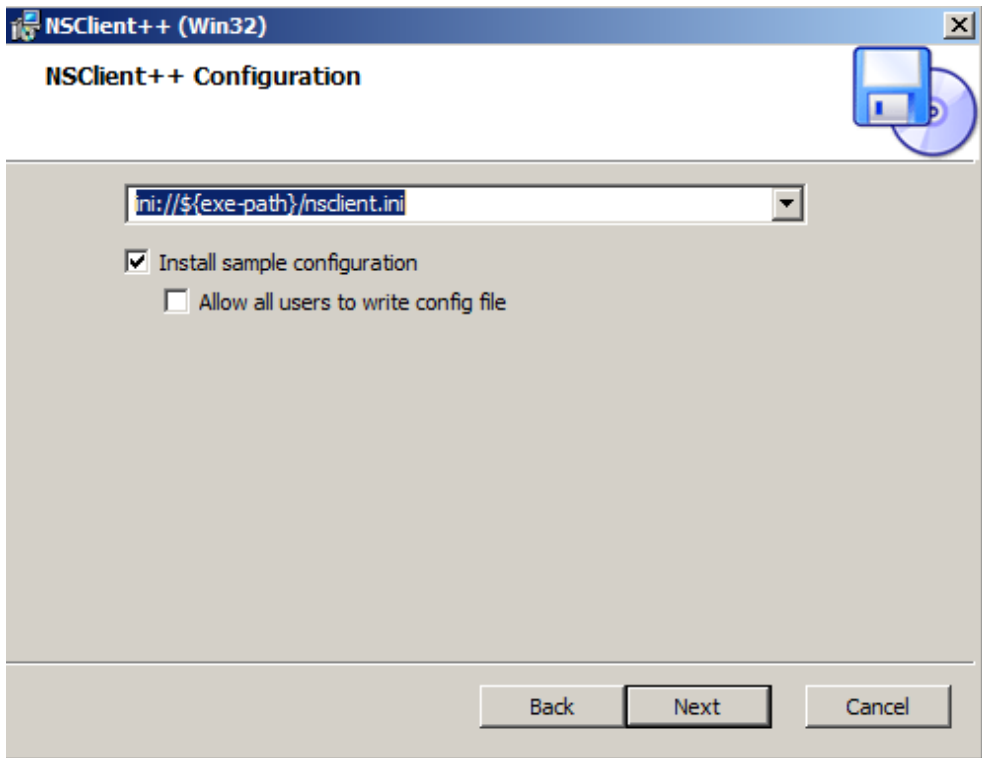 NSClient++ (Win32)
NSClient++ Configuration
ini://${exe-path}/nsclient.ini
Install sample configuration
Allow all users to write config file
Back Next Cancel